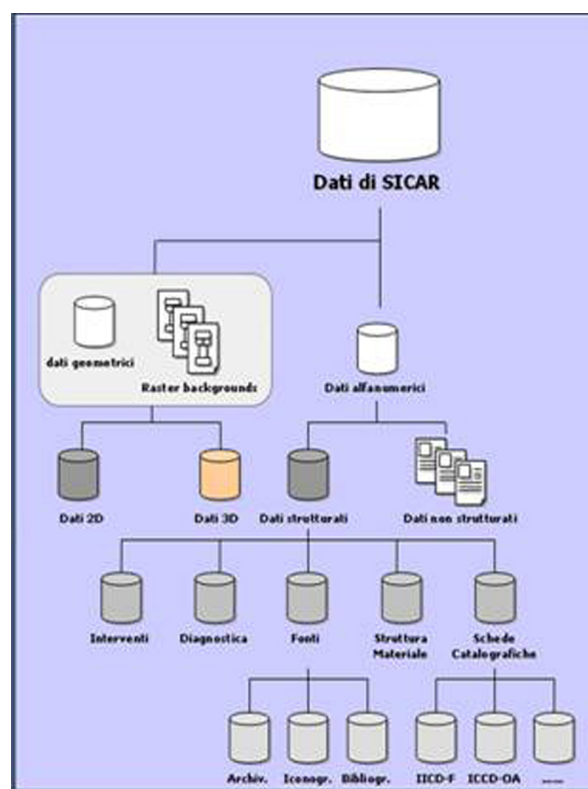 Dati di SICAR
dati geometrici
Raster backgrounds
Dati alfanumerici
Dati 2D
Dati 3D
Dati strutturati
Dati non strutturati
Interventi
Diagnostica
Fonti
Struttura
Materiale
Schede
Catalografiche
Archiv.
Iconogr.
Bibliogr.
IICD-F
ICCD-OA
......